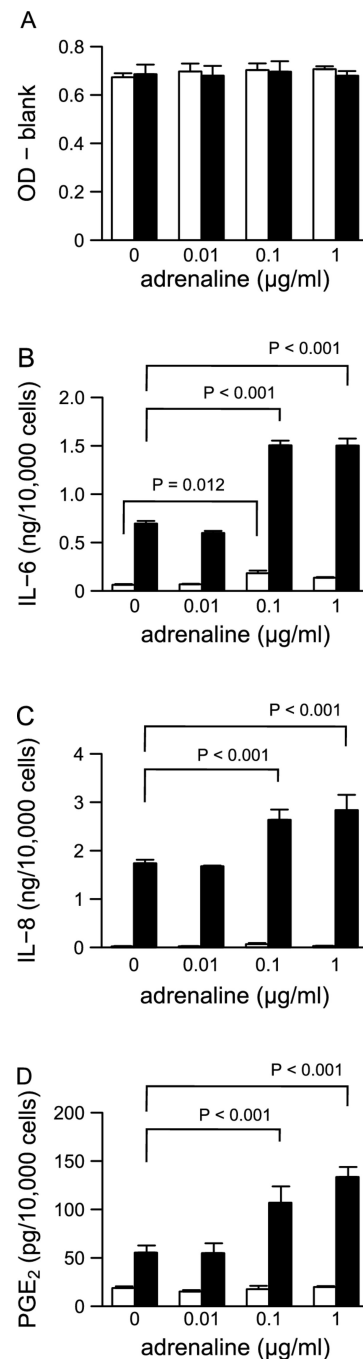 A
OD − blank
0.8
0.6
0.4
0.2
0
0 0.01 0.1 1
adrenaline (µg/ml)
B
P < 0.001
P < 0.001
P = 0.012
IL−6 (ng/10,000 cells)
2.0
1.5
1.0
0.5
0
0 0.01 0.1 1
adrenaline (µg/ml)
C
P < 0.001
P < 0.001
IL−8 (ng/10,000 cells)
4
3
2
1
0
0 0.01 0.1 1
adrenaline (µg/ml)
D
P < 0.001
P < 0.001
PGE₂ (pg/10,000 cells)
200
150
100
50
0
0 0.01 0.1 1
adrenaline (µg/ml)